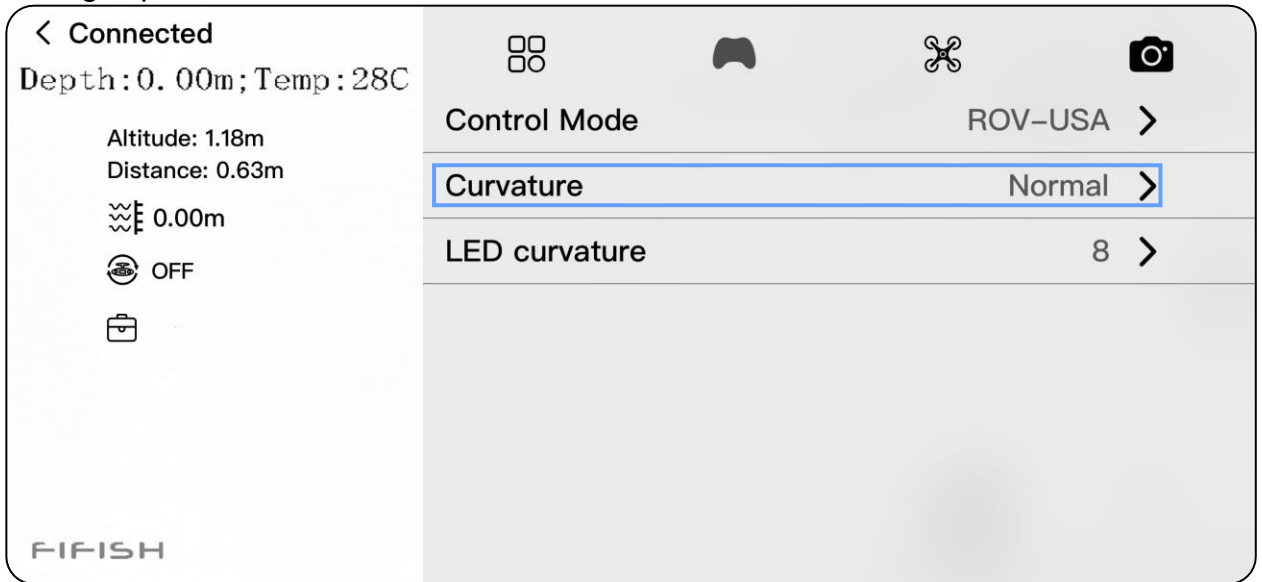 Connected
Depth:0.00m;Temp:28C
Altitude: 1.18m
Distance: 0.63m
0.00m
OFF
FIFISH
Control Mode ROV-USA
Curvature Normal
LED curvature 8